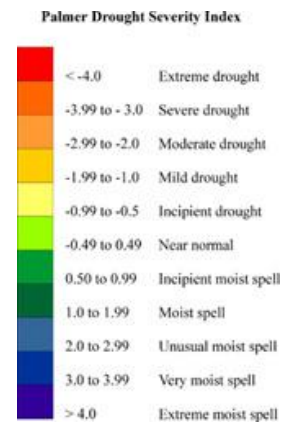 Palmer Drought Severity Index
< -4.0 Extreme drought
-3.99 to - 3.0 Severe drought
-2.99 to -2.0 Moderate drought
-1.99 to -1.0 Mild drought
-0.99 to -0.5 Incipient drought
-0.49 to 0.49 Near normal
0.50 to 0.99 Incipient moist spell
1.0 to 1.99 Moist spell
2.0 to 2.99 Unusual moist spell
3.0 to 3.99 Very moist spell
> 4.0 Extreme moist spell